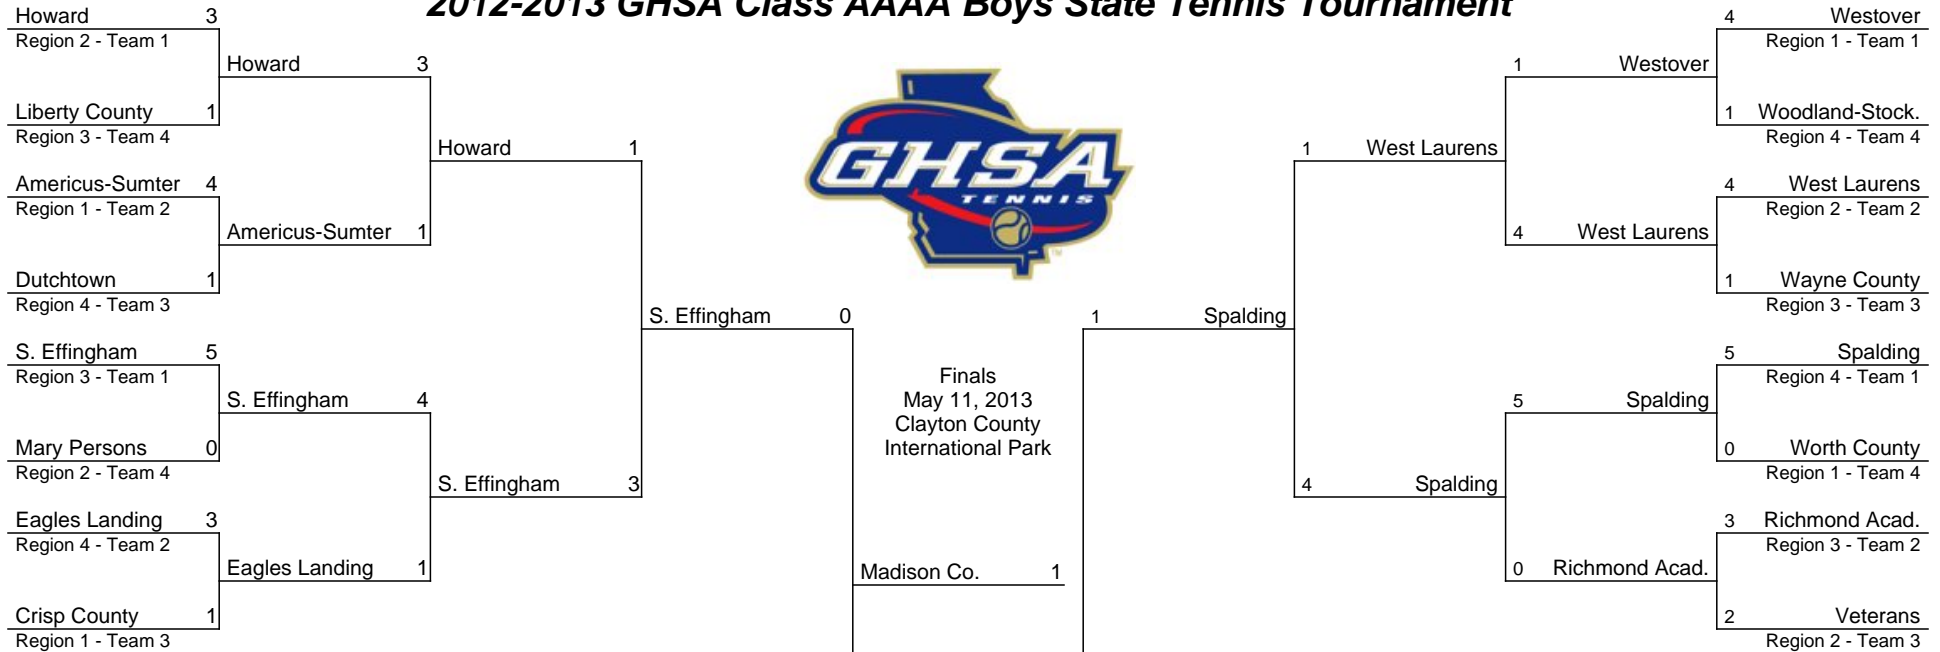 2012-2013 GHSA Class AAAA Boys State Tennis Tournament
Howard 3
Region 2 - Team 1
Howard 3
Liberty County 1
Region 3 - Team 4
Howard 1
Americus-Sumter 4
Region 1 - Team 2
Americus-Sumter 1
Dutchtown 1
Region 4 - Team 3
S. Effingham 0
S. Effingham 5
Region 3 - Team 1
S. Effingham 4
Mary Persons 0
Region 2 - Team 4
S. Effingham 3
Eagles Landing 3
Region 4 - Team 2
Eagles Landing 1
Crisp County 1
Region 1 - Team 3
GHSA
TENNIS
TM
Finals
May 11, 2013
Clayton County
International Park
Madison Co. 1
4 Westover
Region 1 - Team 1
1 Westover
1 Woodland-Stock.
Region 4 - Team 4
1 West Laurens
4 West Laurens
Region 2 - Team 2
4 West Laurens
1 Wayne County
Region 3 - Team 3
1 Spalding
5 Spalding
Region 4 - Team 1
5 Spalding
0 Worth County
Region 1 - Team 4
4 Spalding
3 Richmond Acad.
Region 3 - Team 2
0 Richmond Acad.
2 Veterans
Region 2 - Team 3